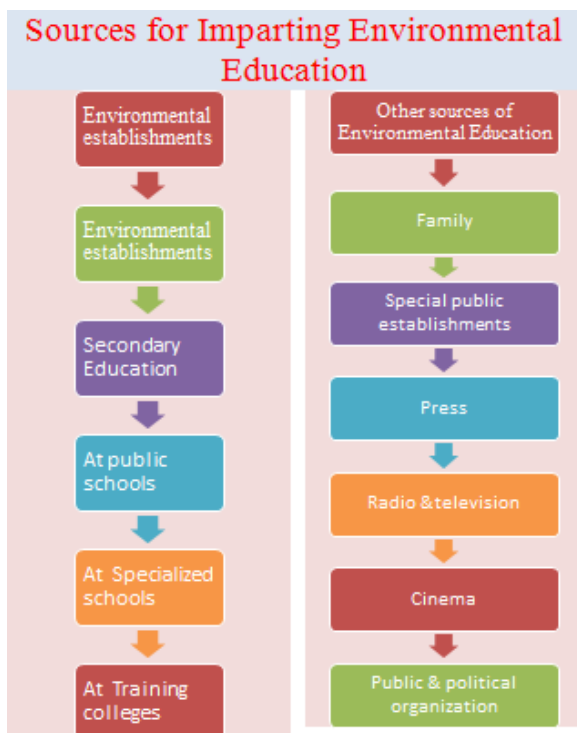 Sources for Imparting Environmental
Education
Environmental
establishments
Environmental
establishments
Secondary
Education
At public
schools
At Specialized
schools
At Training
colleges
Other sources of
Environmental Education
Family
Special public
establishments
Press
Radio &television
Cinema
Public & political
organization